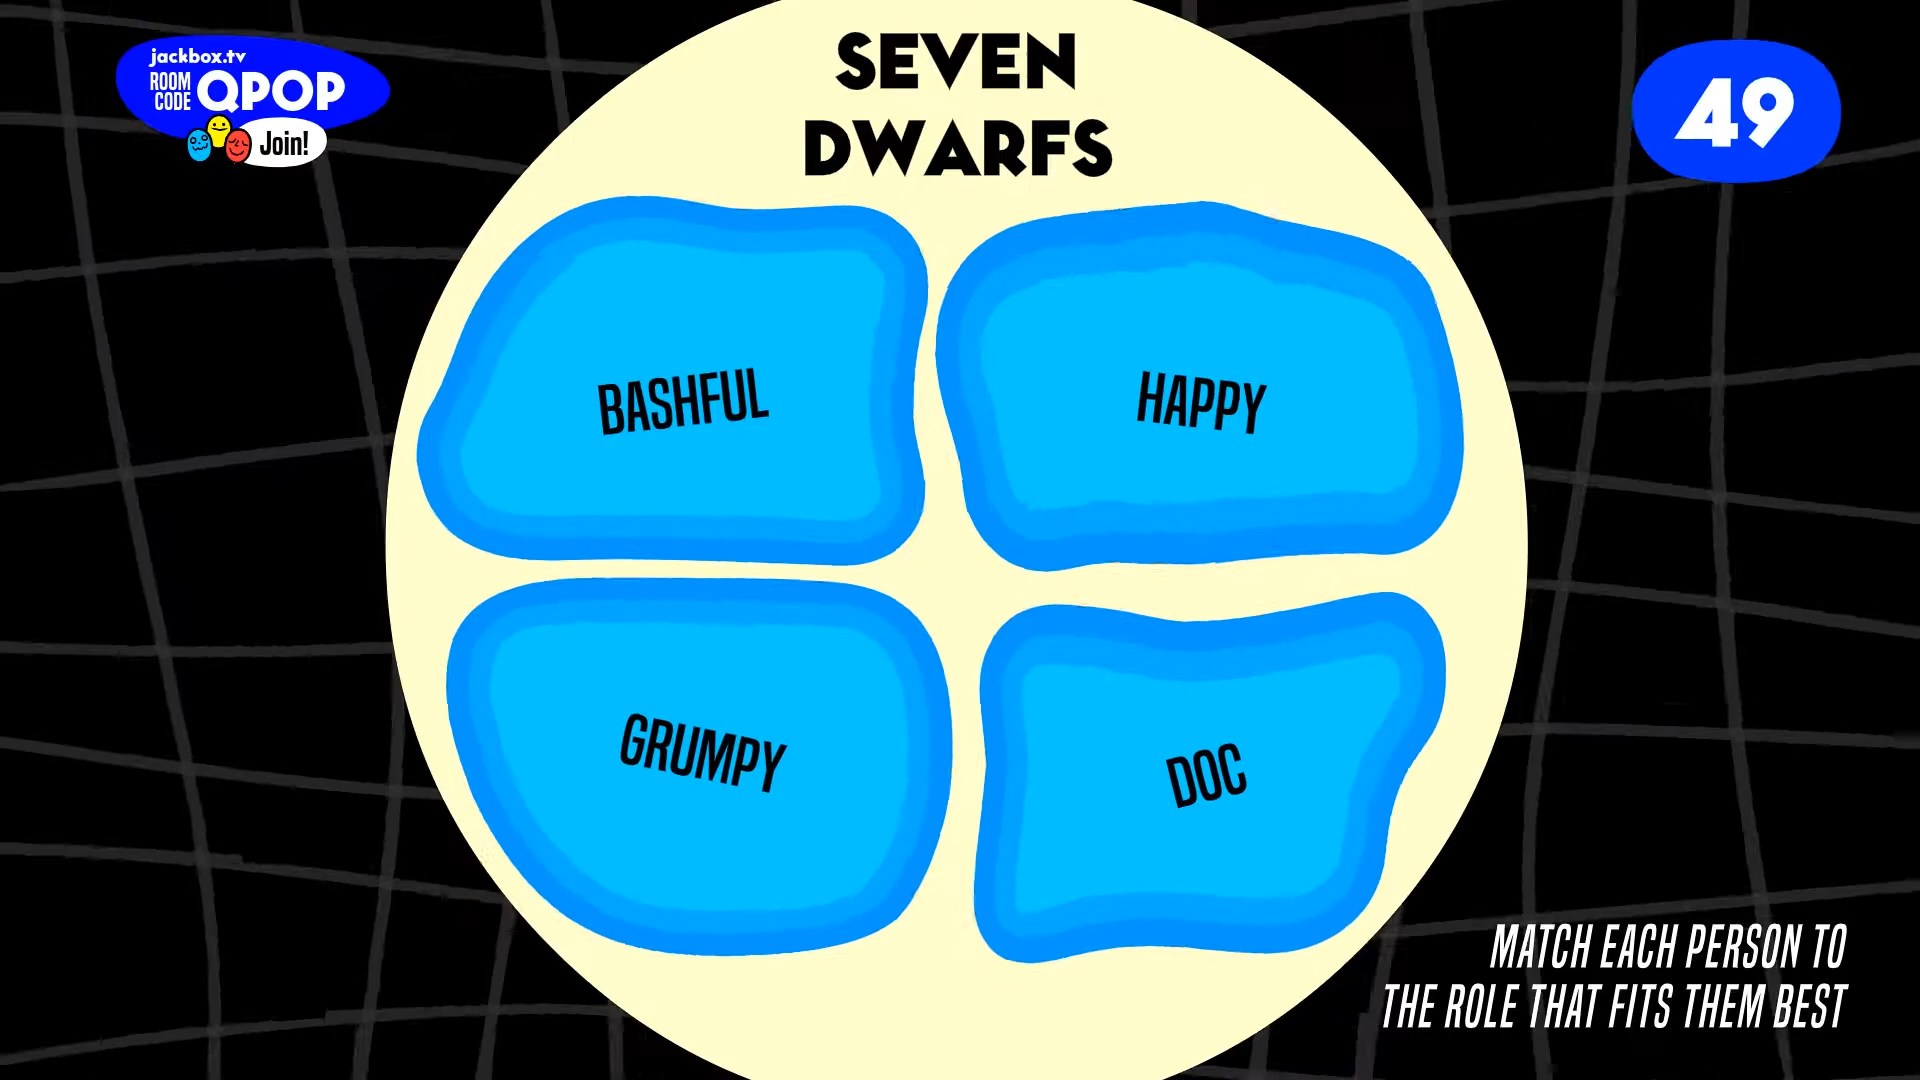 jackbox.tv
ROOM CODE QPOP
Join!
SEVEN
DWARFS
49
BASHFUL
HAPPY
GRUMPY
DOC
MATCH EACH PERSON TO
THE ROLE THAT FITS THEM BEST